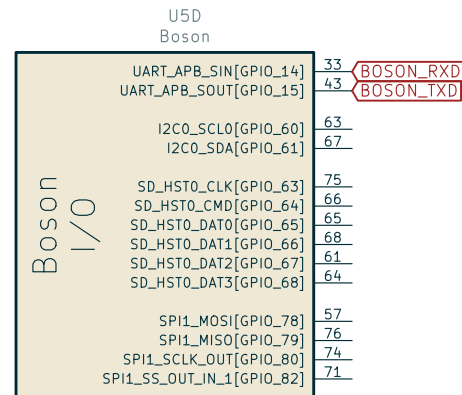 U5D
Boson
UART_APB_SIN[GPIO_14] 33 BOSON_RXD
UART_APB_SOUT[GPIO_15] 43 BOSON_TXD
I2C0_SCL0[GPIO_60] 63
I2C0_SDA[GPIO_61] 67
SD_HST0_CLK[GPIO_63] 75
SD_HST0_CMD[GPIO_64] 66
SD_HST0_DAT0[GPIO_65] 65
SD_HST0_DAT1[GPIO_66] 68
SD_HST0_DAT2[GPIO_67] 61
SD_HST0_DAT3[GPIO_68] 64
SPI1_MOSI[GPIO_78] 57
SPI1_MISO[GPIO_79] 76
SPI1_SCLK_OUT[GPIO_80] 74
SPI1_SS_OUT_IN_1[GPIO_82] 71
Boson
I/O